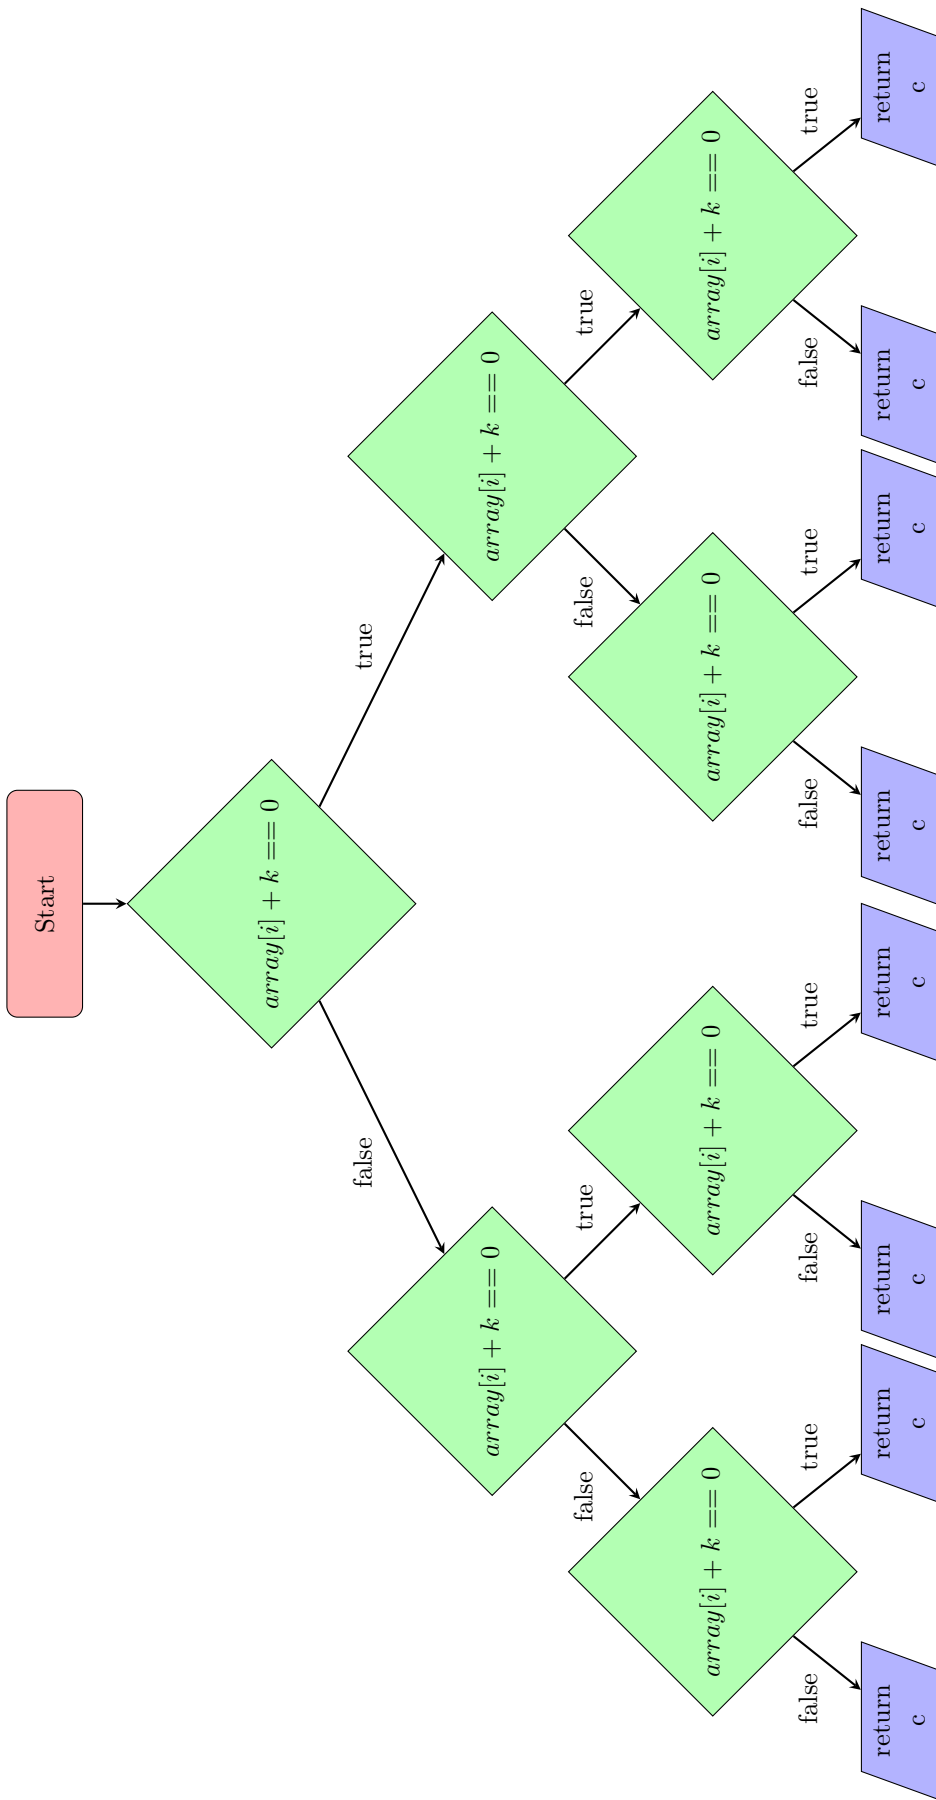 Start
array[i] + k == 0
false
true
array[i] + k == 0
array[i] + k == 0
false
true
false
true
array[i] + k == 0
array[i] + k == 0
array[i] + k == 0
array[i] + k == 0
false
true
false
true
false
true
false
true
return
c
return
c
return
c
return
c
return
c
return
c
return
c
return
c